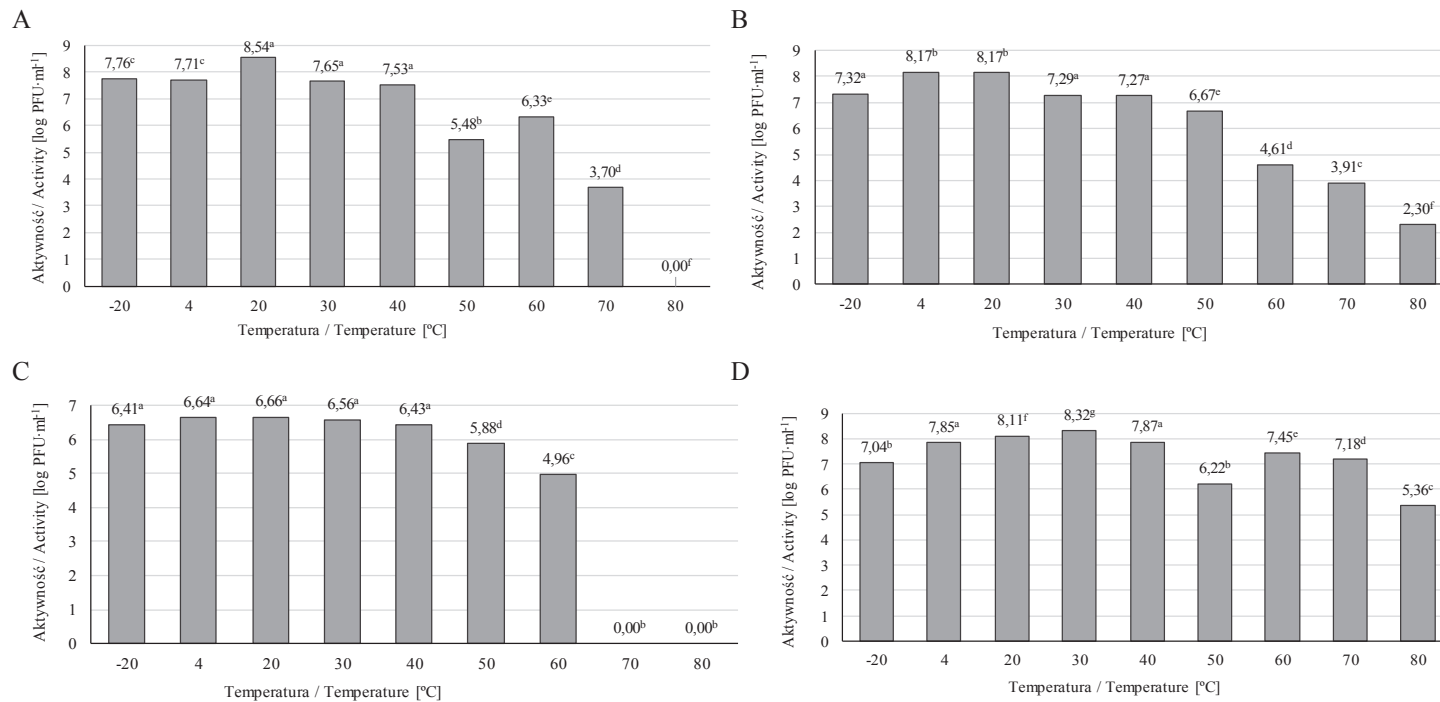 A
Aktywność / Activity [log PFU·ml⁻¹]
9
8
7
6
5
4
3
2
1
0
7,76ᶜ
7,71ᶜ
8,54ᵃ
7,65ᵃ
7,53ᵃ
5,48ᵇ
6,33ᵉ
3,70ᵈ
0,00ᶠ
-20
4
20
30
40
50
60
70
80
Temperatura / Temperature [ºC]
B
Aktywność / Activity [log PFU·ml⁻¹]
9
8
7
6
5
4
3
2
1
0
7,32ᵃ
8,17ᵇ
8,17ᵇ
7,29ᵃ
7,27ᵃ
6,67ᵉ
4,61ᵈ
3,91ᶜ
2,30ᶠ
-20
4
20
30
40
50
60
70
80
Temperatura / Temperature [ºC]
C
Aktywność / Activity [log PFU·ml⁻¹]
7
6
5
4
3
2
1
0
6,41ᵃ
6,64ᵃ
6,66ᵃ
6,56ᵃ
6,43ᵃ
5,88ᵈ
4,96ᶜ
0,00ᵇ
0,00ᵇ
-20
4
20
30
40
50
60
70
80
Temperatura / Temperature [ºC]
D
Aktywność / Activity [log PFU·ml⁻¹]
9
8
7
6
5
4
3
2
1
0
7,04ᵇ
7,85ᵃ
8,11ᶠ
8,32ᵍ
7,87ᵃ
6,22ᵇ
7,45ᵉ
7,18ᵈ
5,36ᶜ
-20
4
20
30
40
50
60
70
80
Temperatura / Temperature [ºC]